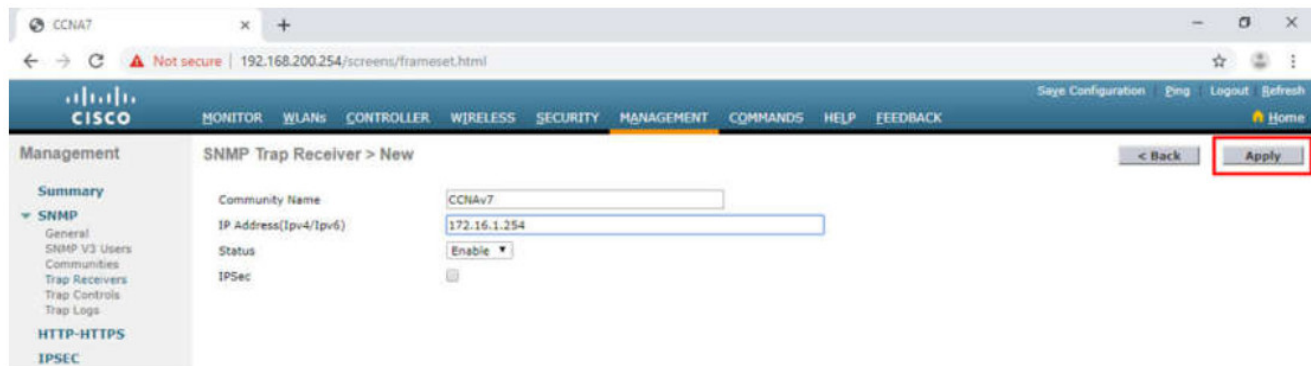 CCNA7
Not secure | 192.168.200.254/screens/frameset.html
Save Configuration Ping Logout Refresh
CISCO MONITOR WLANs CONTROLLER WIRELESS SECURITY MANAGEMENT COMMANDS HELP FEEDBACK Home
Management
SNMP Trap Receiver > New
< Back Apply
Summary
SNMP
General
SNMP V3 Users
Communities
Trap Receivers
Trap Controls
Trap Logs
HTTP-HTTPS
IPSEC
Community Name CCNAv7
IP Address(Ipv4/Ipv6) 172.16.1.254
Status Enable
IPSec